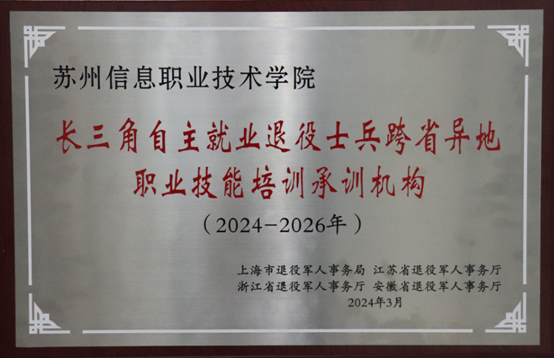 苏州信息职业技术学院
长三角自主就业退役士兵跨省异地
职业技能培训承训机构
（2024-2026年）
上海市退役军人事务局 江苏省退役军人事务厅
浙江省退役军人事务厅 安徽省退役军人事务厅
2024年3月